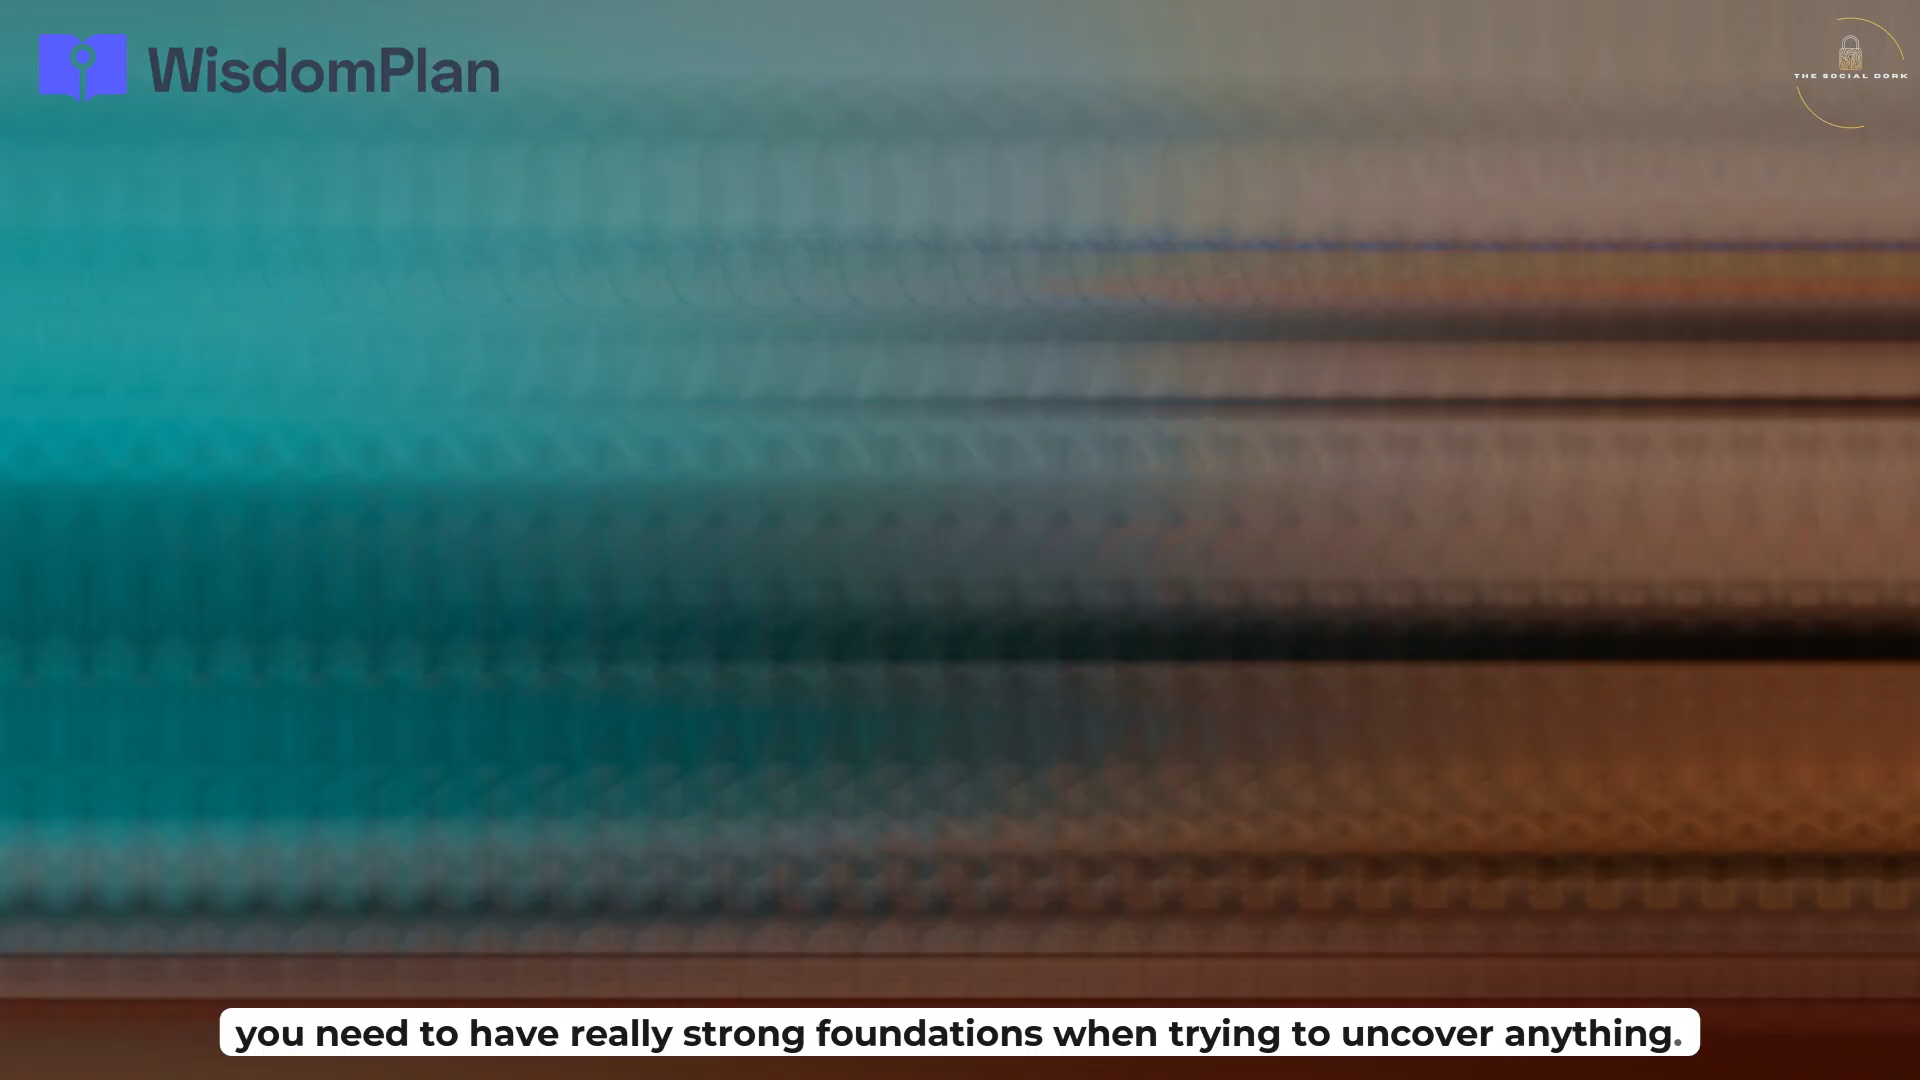 WisdomPlan
THE SOCIAL DORK
you need to have really strong foundations when trying to uncover anything.